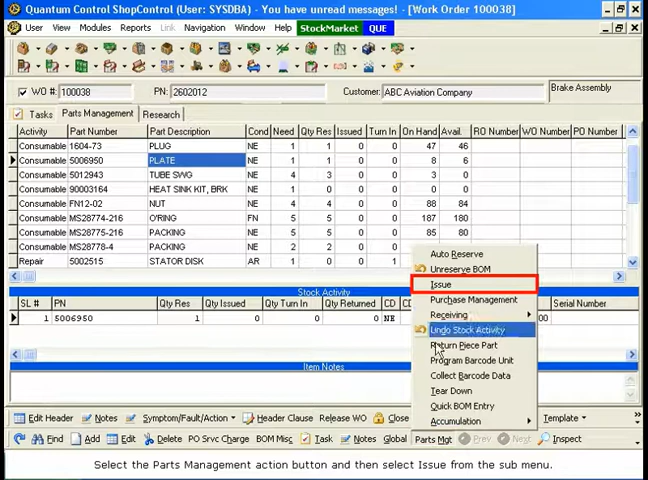 Quantum Control ShopControl (User: SYSDBA) - You have unread messages! - [Work Order 100038]
User View Modules Reports Link Navigation Window Help StockMarket QUE
WO #: 100038 PN: 2602012 Customer: ABC Aviation Company Brake Assembly
Tasks Parts Management Research
Activity Part Number Part Description Cond Need Qty Res Issued Turn In On Hand Avail. RO Number WO Number PO Number
Consumable 1604-73 PLUG NE 1 1 0 0 47 46
Consumable 5006950 PLATE NE 1 1 0 0 8 6
Consumable 5012943 TUBE SWG NE 4 3 0 0 3 0
Consumable 90003164 HEAT SINK KIT, BRK NE 1 0 0 0 0 0
Consumable FN12-02 NUT NE 4 4 0 0 88 84
Consumable MS28774-216 O'RING FN 5 5 0 0 187 180
Consumable MS28775-216 PACKING NE 5 5 0 0 85 80
Consumable MS28778-4 PACKING NE 2 2 0 0
Repair 5002515 STATOR DISK AR 1 0 0 1
Auto Reserve
Unreserve BOM
Issue
Purchase Management
Receiving
Undo Stock Activity
Return Piece Part
Program Barcode Unit
Collect Barcode Data
Tear Down
Quick BOM Entry
Accumulation
Stock Activity
SL # PN Qty Res Qty Issued Qty Turn In Qty Returned CD Serial Number
1 5006950 1 0 0 0 NE 00
Item Notes
Edit Header Notes Symptom/Fault/Action Header Clause Release WO Close Template
Find Add Edit Delete PO Srvc Charge BOM Misc Task Notes Global Parts Mgt Prev Next Inspect
Select the Parts Management action button and then select Issue from the sub menu.